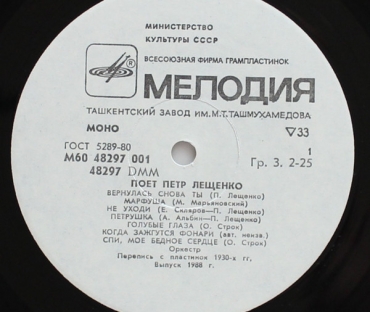 МИНИСТЕРСТВО
КУЛЬТУРЫ СССР
ВСЕСОЮЗНАЯ ФИРМА ГРАМПЛАСТИНОК
МЕЛОДИЯ
ТАШКЕНТСКИЙ ЗАВОД ИМ. М.Т. ТАШМУХАМЕДОВА
МОНО ▽33
ГОСТ 5289-80 1
М60 48297 001 Гр. 3. 2-25
48297 DMM
ПОЕТ ПЕТР ЛЕЩЕНКО
ВЕРНУЛАСЬ СНОВА ТЫ (П. Лещенко)
МАРФУША (М. Марьяновский)
НЕ УХОДИ (Е. Скляров—П. Лещенко)
ПЕТРУШКА (А. Альбин—П. Лещенко)
ГОЛУБЫЕ ГЛАЗА (О. Строк)
КОГДА ЗАЖГУТСЯ ФОНАРИ (авт. неизв.)
СПИ, МОЕ БЕДНОЕ СЕРДЦЕ (О. Строк)
Оркестр
Перепись с пластинок 1930-х гг.
Выпуск 1988 г.